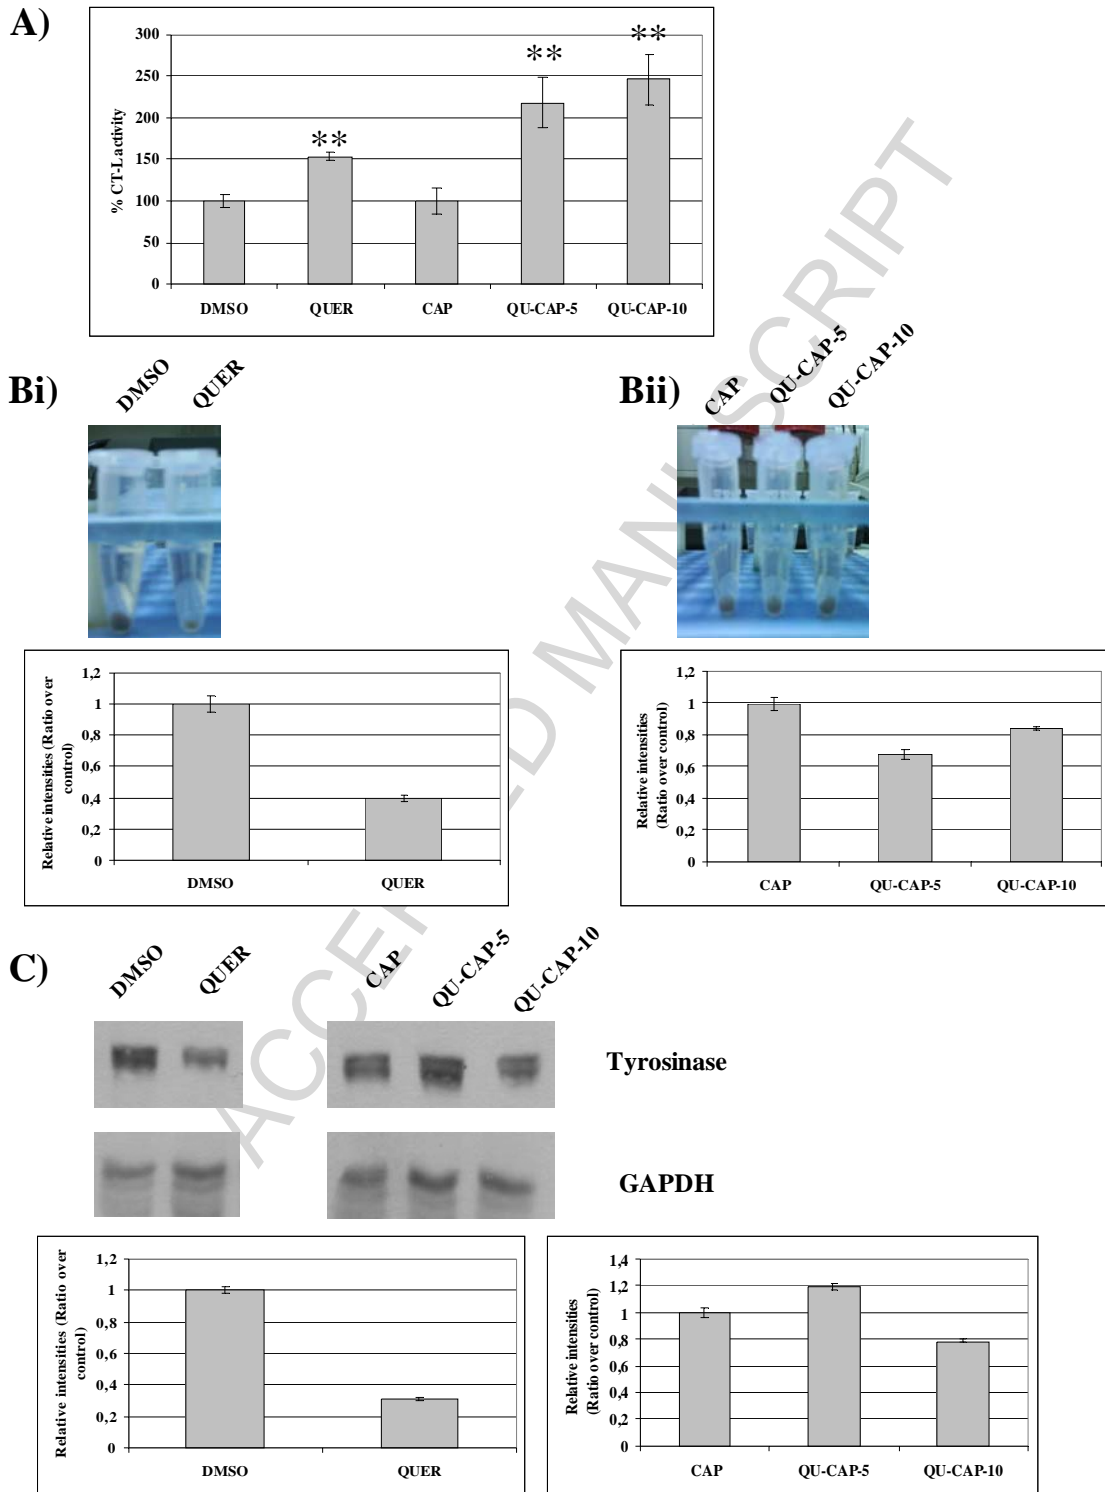 A)
300
250
200
150
100
50
0
% CT-L activity
**
**
**
DMSO QUER CAP QU-CAP-5 QU-CAP-10
Bi)
DMSO
QUER
Bii)
CAP
QU-CAP-5
QU-CAP-10
1,2
1
0,8
0,6
0,4
0,2
0
Relative intensities (Ratio over
control)
DMSO QUER
1,2
1
0,8
0,6
0,4
0,2
0
Relative intensities
(Ratio over control)
CAP QU-CAP-5 QU-CAP-10
C)
DMSO
QUER
CAP
QU-CAP-5
QU-CAP-10
Tyrosinase
GAPDH
1,2
1
0,8
0,6
0,4
0,2
0
Relative intensities (Ratio over
control)
DMSO QUER
1,4
1,2
1
0,8
0,6
0,4
0,2
0
Relative intensities
(Ratio over control)
CAP QU-CAP-5 QU-CAP-10
ACCEPTED MANUSCRIPT